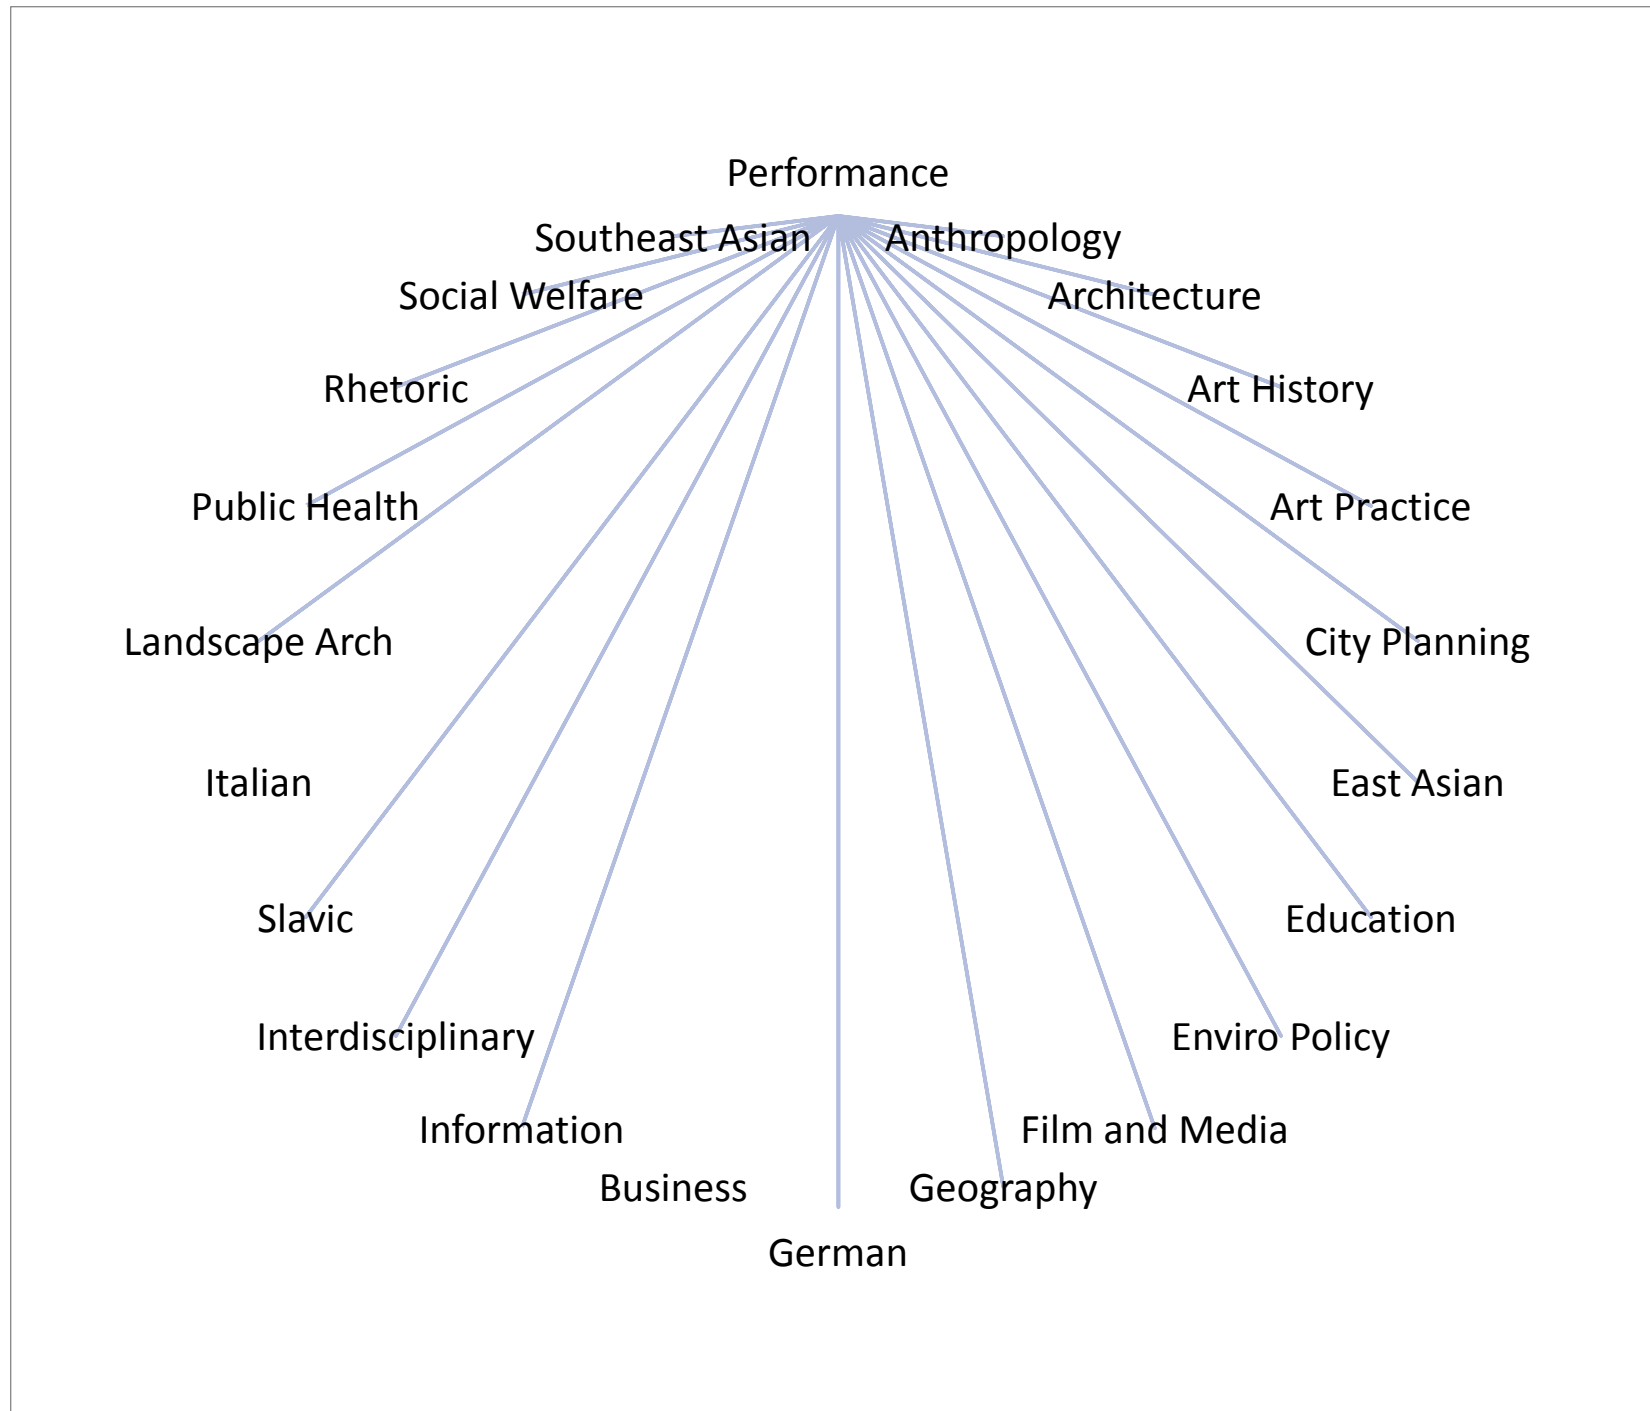 Performance
Southeast Asian
Anthropology
Social Welfare
Architecture
Rhetoric
Art History
Public Health
Art Practice
Landscape Arch
City Planning
Italian
East Asian
Slavic
Education
Interdisciplinary
Enviro Policy
Information
Film and Media
Business
Geography
German